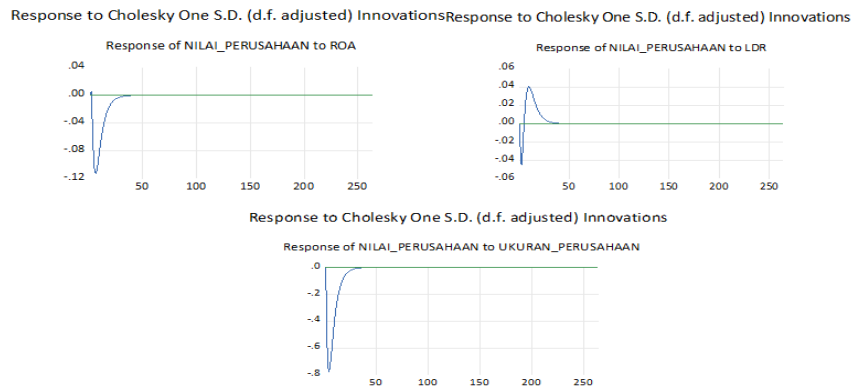 Response to Cholesky One S.D. (d.f. adjusted) Innovations
Response of NILAI_PERUSAHAAN to ROA
.04
.00
-.04
-.08
-.12
50 100 150 200 250
Response to Cholesky One S.D. (d.f. adjusted) Innovations
Response of NILAI_PERUSAHAAN to LDR
.06
.04
.02
.00
-.02
-.04
-.06
50 100 150 200 250
Response to Cholesky One S.D. (d.f. adjusted) Innovations
Response of NILAI_PERUSAHAAN to UKURAN_PERUSAHAAN
.0
-.2
-.4
-.6
-.8
50 100 150 200 250